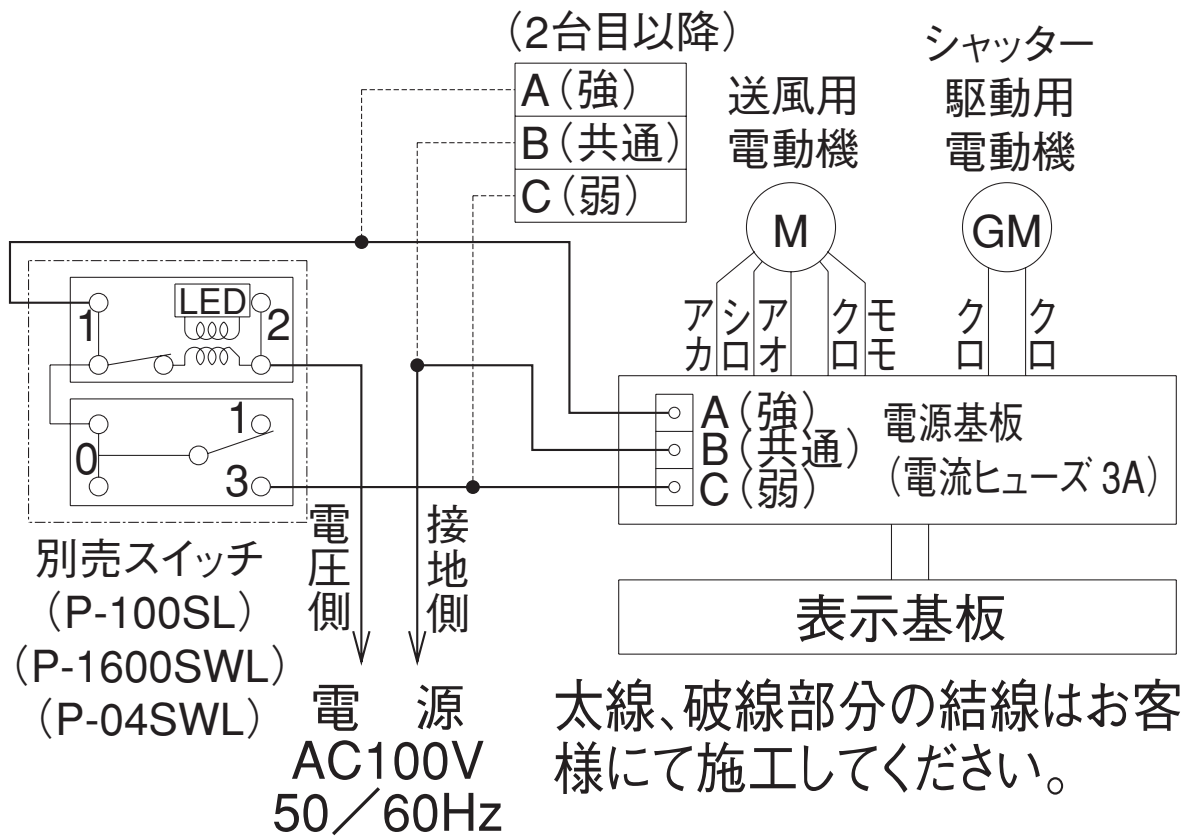 (2台目以降)
A(強)
B(共通)
C(弱)
送風用
電動機
シャッター
駆動用
電動機
M
GM
アカ
シロ
アオ
クロ
モモ
クロ
クロ
LED
1
2
0
1
3
A(強)
B(共通)
C(弱)
電源基板
(電流ヒューズ 3A)
表示基板
別売スイッチ
(P-100SL)
(P-1600SWL)
(P-04SWL)
電圧側
接地側
電 源
AC100V
50/60Hz
太線、破線部分の結線はお客
様にて施工してください。